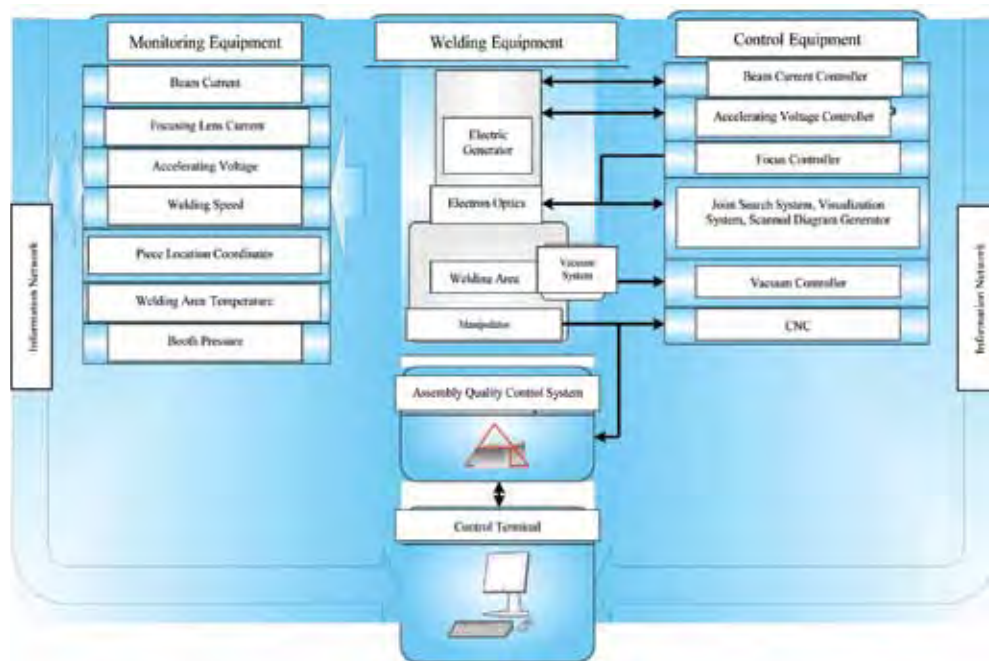 Monitoring Equipment
Beam Current
Focusing Lens Current
Accelerating Voltage
Welding Speed
Piece Location Coordinates
Welding Area Temperature
Booth Pressure
Information Network
Welding Equipment
Electric
Generator
Electron Optics
Welding Area
Vacuum
System
Manipulator
Assembly Quality Control System
Control Terminal
Control Equipment
Beam Current Controller
Accelerating Voltage Controller
Focus Controller
Joint Search System, Visualization
System, Scanned Diagram Generator
Vacuum Controller
CNC
Information Network